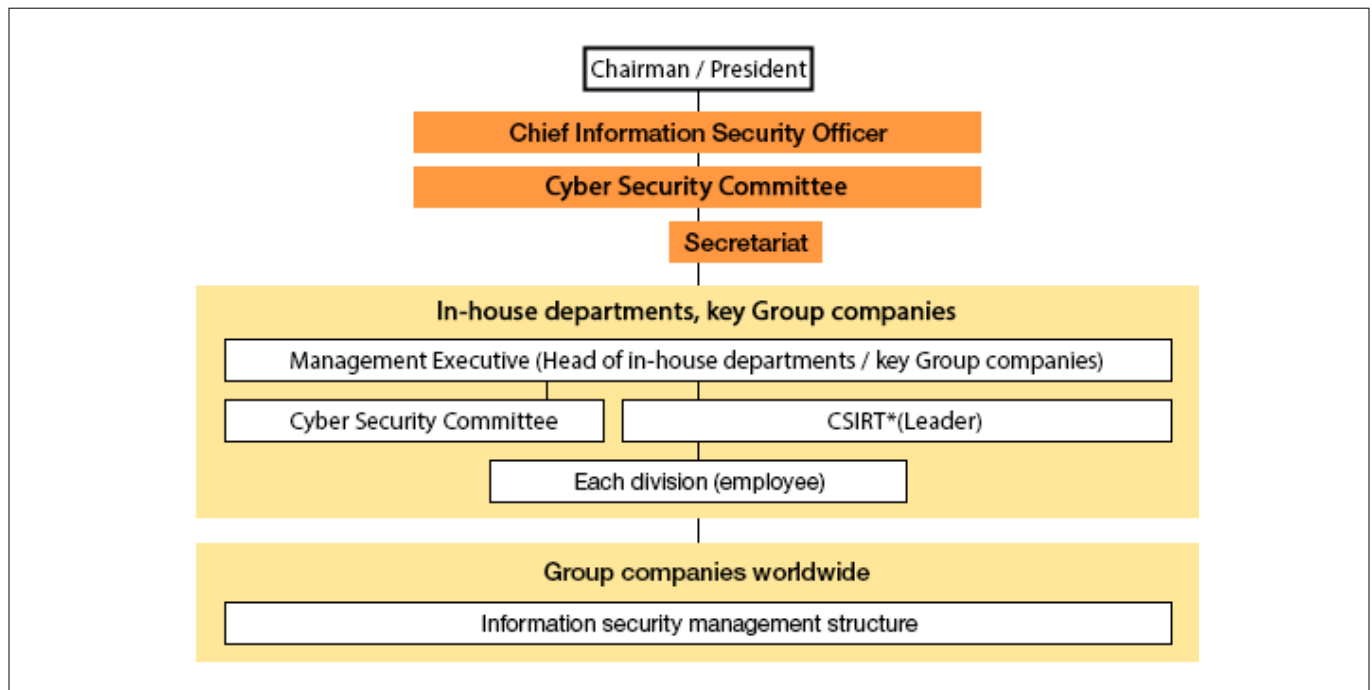 Chairman / President
Chief Information Security Officer
Cyber Security Committee
Secretariat
In-house departments, key Group companies
Management Executive (Head of in-house departments / key Group companies)
Cyber Security Committee
CSIRT*(Leader)
Each division (employee)
Group companies worldwide
Information security management structure